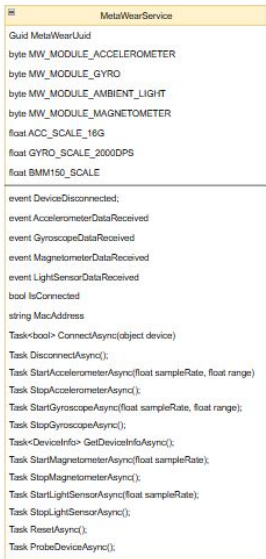 MetaWearService
Guid MetaWearUuid
byte MW_MODULE_ACCELEROMETER
byte MW_MODULE_GYRO
byte MW_MODULE_AMBIENT_LIGHT
byte MW_MODULE_MAGNETOMETER
float ACC_SCALE_16G
float GYRO_SCALE_2000DPS
float BMM150_SCALE
event DeviceDisconnected;
event AccelerometerDataReceived
event GyroscopeDataReceived
event MagnetometerDataReceived
event LightSensorDataReceived
bool IsConnected
string MacAddress
Task<bool> ConnectAsync(object device)
Task DisconnectAsync();
Task StartAccelerometerAsync(float sampleRate, float range)
Task StopAccelerometerAsync();
Task StartGyroscopeAsync(float sampleRate, float range);
Task StopGyroscopeAsync();
Task<DeviceInfo> GetDeviceInfoAsync();
Task StartMagnetometerAsync(float sampleRate);
Task StopMagnetometerAsync();
Task StartLightSensorAsync(float sampleRate);
Task StopLightSensorAsync();
Task ResetAsync();
Task ProbeDeviceAsync();